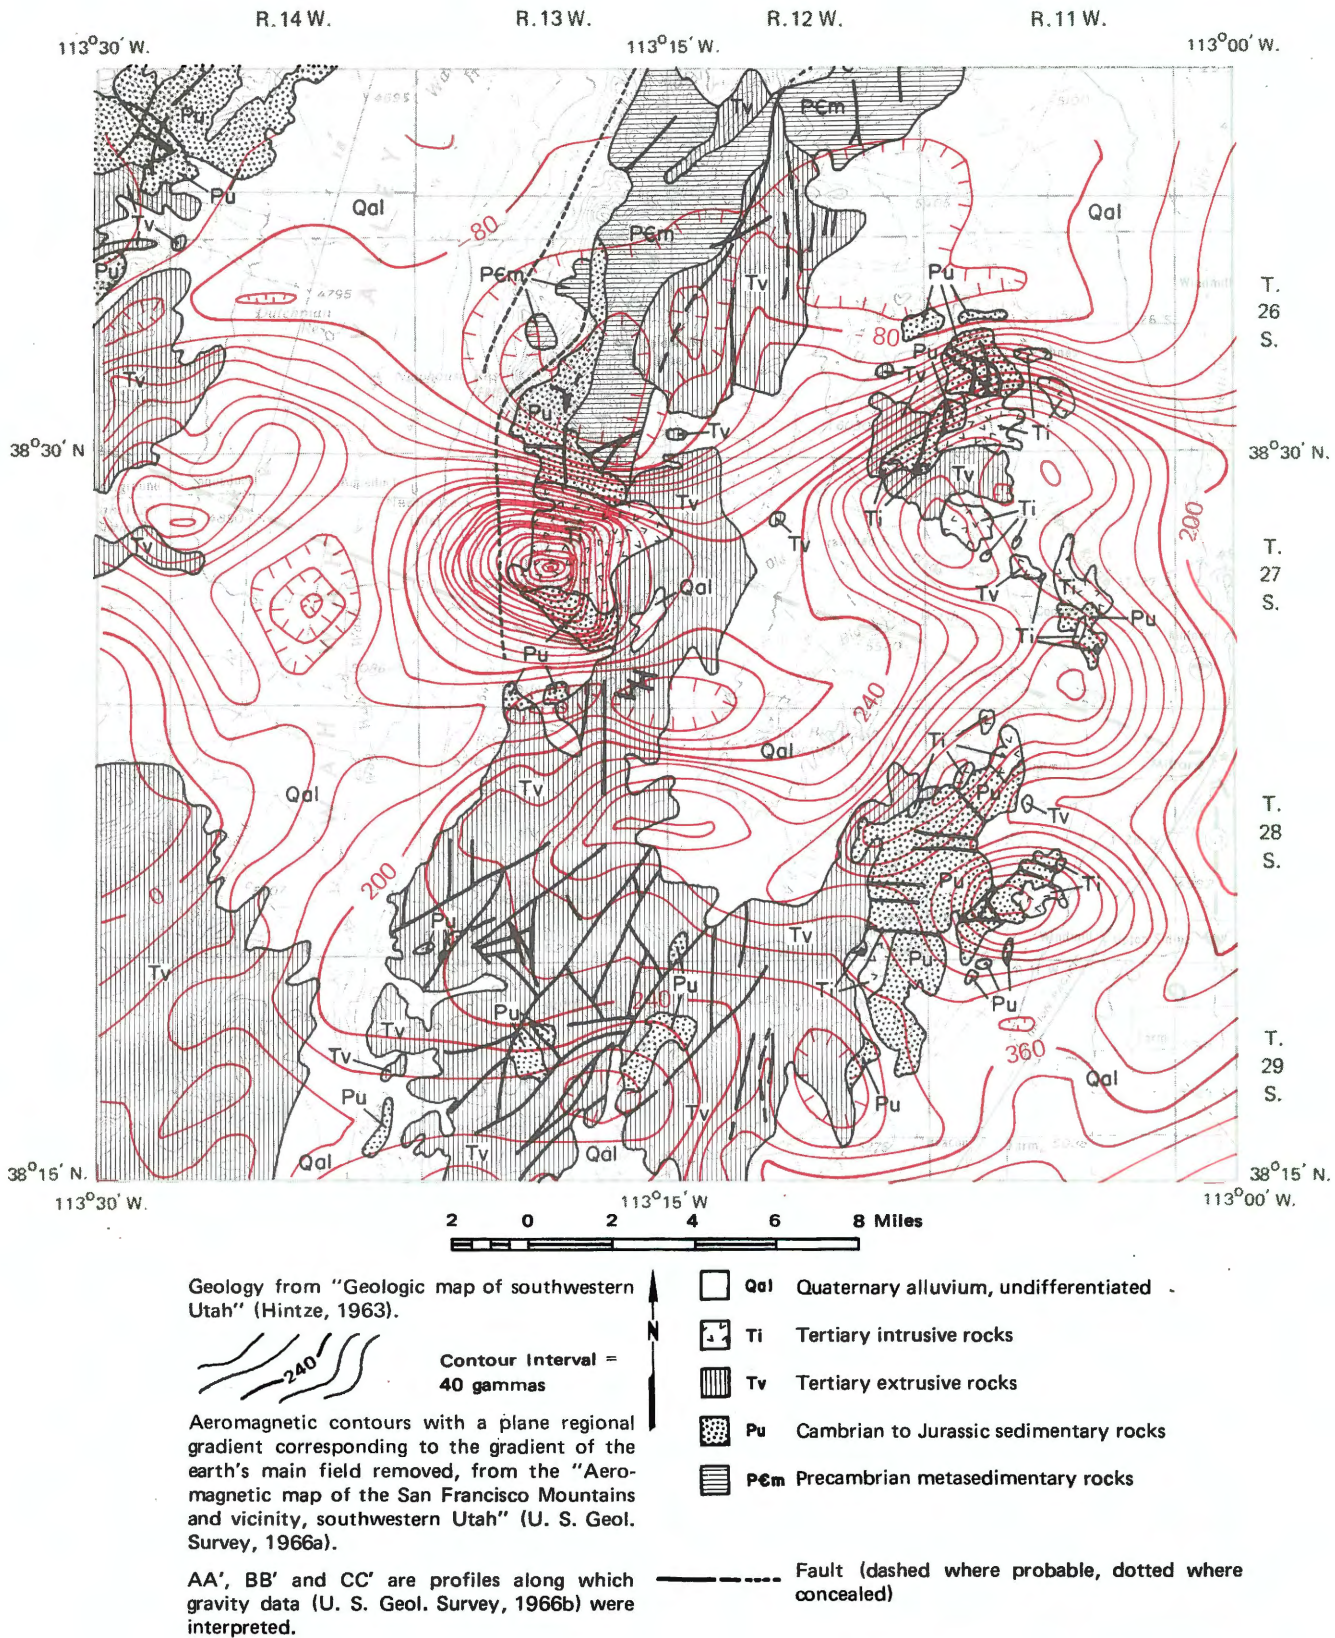 R.14 W. R.13 W. R.12 W. R.11 W.
113°30′ W. 113°15′ W. 113°00′ W.
Pu
Tv
P€m
Pu
Qal
Tv
P€m
Qal
-80
P€m
Pu
Pu
Tv
T. 26 S.
80
Pu
Tv
Tv
Pu
Tv
Ti
38°30′ N 38°30′ N.
Tv
Tv
Ti
Ti
Ti
200
Tv
Tv
T. 27 S.
Qal
Tv
Ti
Pu
Ti
Pu
240
Qal
Ti
Qal
Tv
Pu
Tv
T. 28 S.
200
0
Pu
Pu
Ti
Tv
Tv
Pu
Pu
Ti
Pu
240
Pu
Tv
Tv
360
T. 29 S.
Qal
Pu
Pu
Tv
Qal
Tv
Qal
38°15′ N. 38°15′ N.
113°30′ W. 113°15′ W 113°00′ W.
2 0 2 4 6 8 Miles
Geology from "Geologic map of southwestern
Utah" (Hintze, 1963).
240
Contour Interval =
40 gammas
Aeromagnetic contours with a plane regional
gradient corresponding to the gradient of the
earth's main field removed, from the "Aero-
magnetic map of the San Francisco Mountains
and vicinity, southwestern Utah" (U. S. Geol.
Survey, 1966a).
AA′, BB′ and CC′ are profiles along which
gravity data (U. S. Geol. Survey, 1966b) were
interpreted.
N
Qal Quaternary alluvium, undifferentiated
Ti Tertiary intrusive rocks
Tv Tertiary extrusive rocks
Pu Cambrian to Jurassic sedimentary rocks
P€m Precambrian metasedimentary rocks
Fault (dashed where probable, dotted where
concealed)